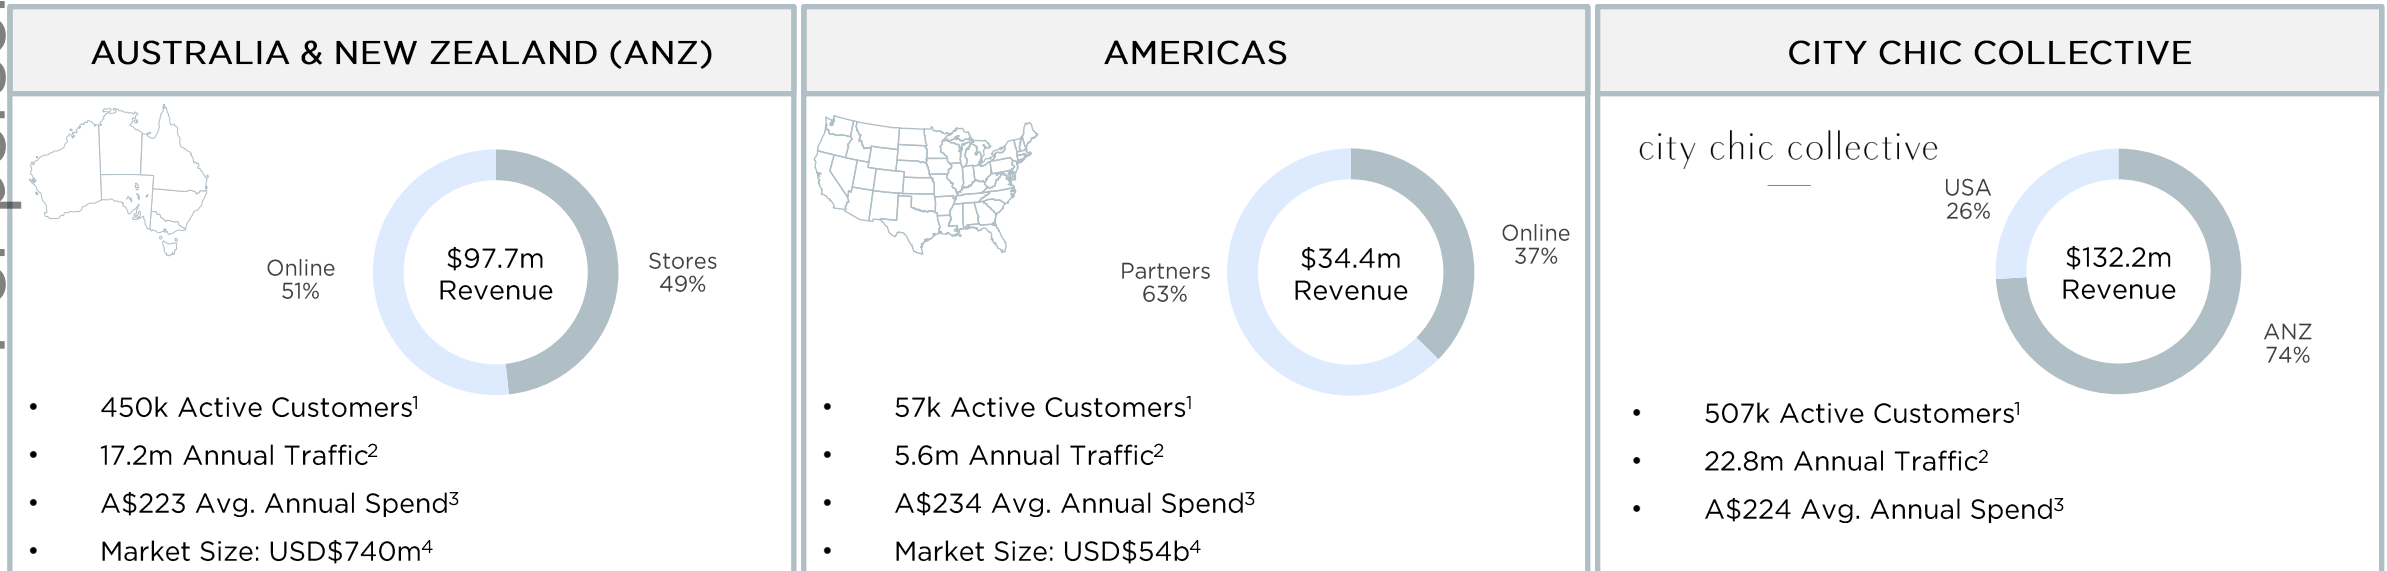 AUSTRALIA & NEW ZEALAND (ANZ)
Online
51%
$97.7m
Revenue
Stores
49%
• 450k Active Customers¹
• 17.2m Annual Traffic²
• A$223 Avg. Annual Spend³
• Market Size: USD$740m⁴
AMERICAS
Partners
63%
$34.4m
Revenue
Online
37%
• 57k Active Customers¹
• 5.6m Annual Traffic²
• A$234 Avg. Annual Spend³
• Market Size: USD$54b⁴
CITY CHIC COLLECTIVE
city chic collective
USA
26%
$132.2m
Revenue
ANZ
74%
• 507k Active Customers¹
• 22.8m Annual Traffic²
• A$224 Avg. Annual Spend³